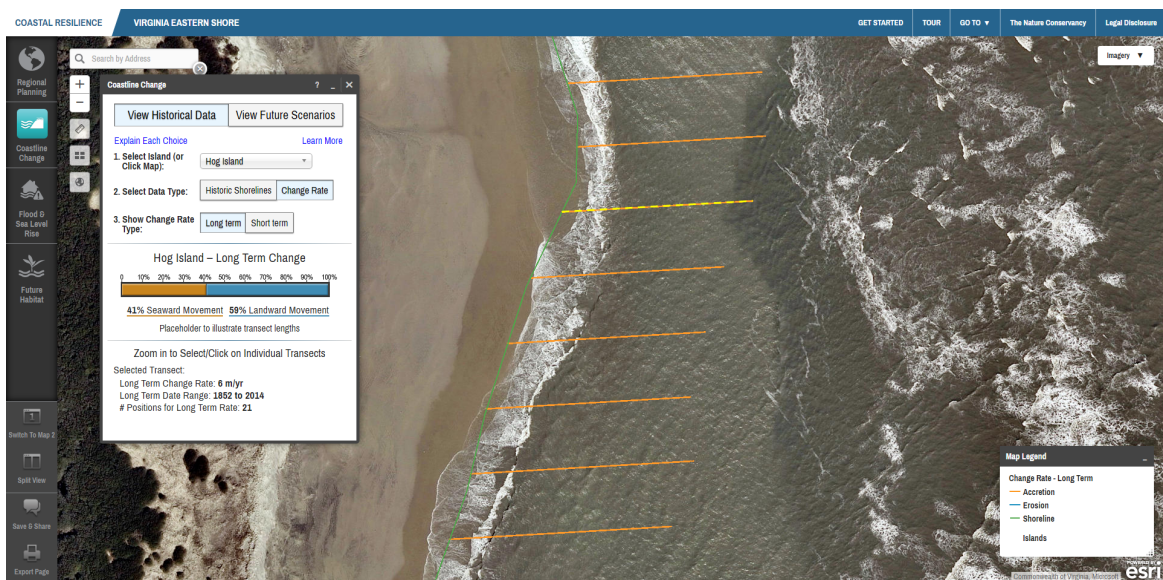 COASTAL RESILIENCE
VIRGINIA EASTERN SHORE
GET STARTED
TOUR
GO TO ▼
The Nature Conservancy
Legal Disclosure
Regional
Planning
Coastline
Change
Flood &
Sea Level
Rise
Future
Habitat
1
Switch To Map 2
Split View
Save & Share
Export Page
Search by Address
+
−
Imagery ▼
Coastline Change
? _ ×
View Historical Data
View Future Scenarios
Explain Each Choice
Learn More
1. Select Island (or
Click Map):
Hog Island
2. Select Data Type:
Historic Shorelines
Change Rate
3. Show Change Rate
Type:
Long term
Short term
Hog Island – Long Term Change
0 10% 20% 30% 40% 50% 60% 70% 80% 90% 100%
41% Seaward Movement 59% Landward Movement
Placeholder to illustrate transect lengths
Zoom in to Select/Click on Individual Transects
Selected Transect:
Long Term Change Rate: 6 m/yr
Long Term Date Range: 1852 to 2014
# Positions for Long Term Rate: 21
Map Legend
_
Change Rate - Long Term
Accretion
Erosion
Shoreline
Islands
Commonwealth of Virginia, Microsoft
POWERED BY
esri